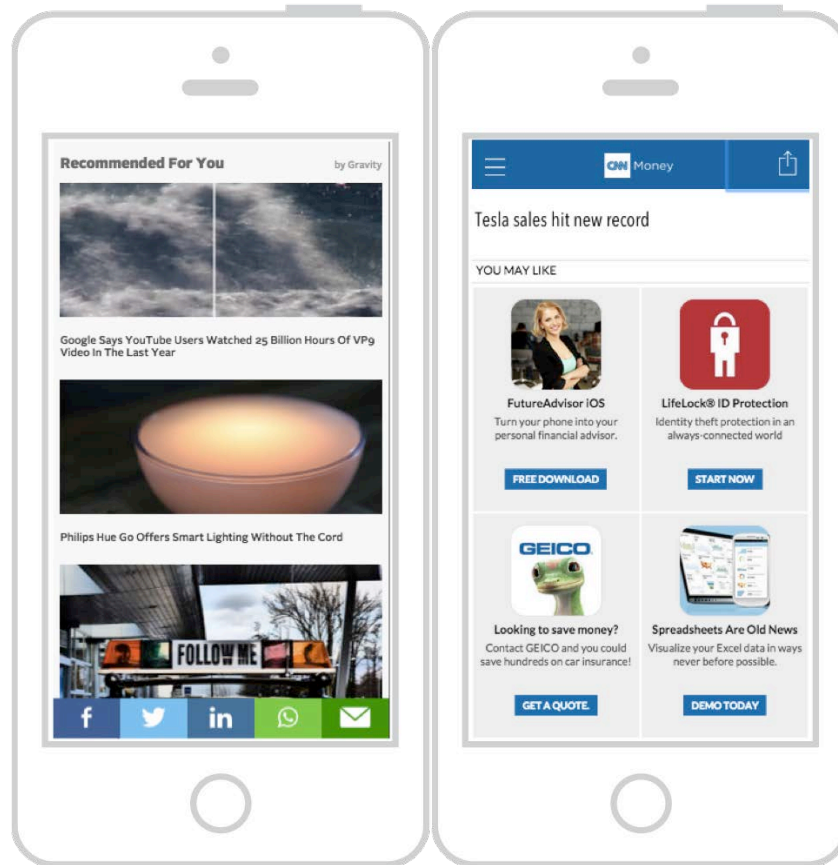 Recommended For You
by Gravity
Google Says YouTube Users Watched 25 Billion Hours Of VP9
Video In The Last Year
Philips Hue Go Offers Smart Lighting Without The Cord
FOLLOW ME
f
in
CNN Money
Tesla sales hit new record
YOU MAY LIKE
FutureAdvisor iOS
Turn your phone into your
personal financial advisor.
FREE DOWNLOAD
LifeLock® ID Protection
Identity theft protection in an
always-connected world
START NOW
GEICO
Looking to save money?
Contact GEICO and you could
save hundreds on car insurance!
GET A QUOTE.
Spreadsheets Are Old News
Visualize your Excel data in ways
never before possible.
DEMO TODAY